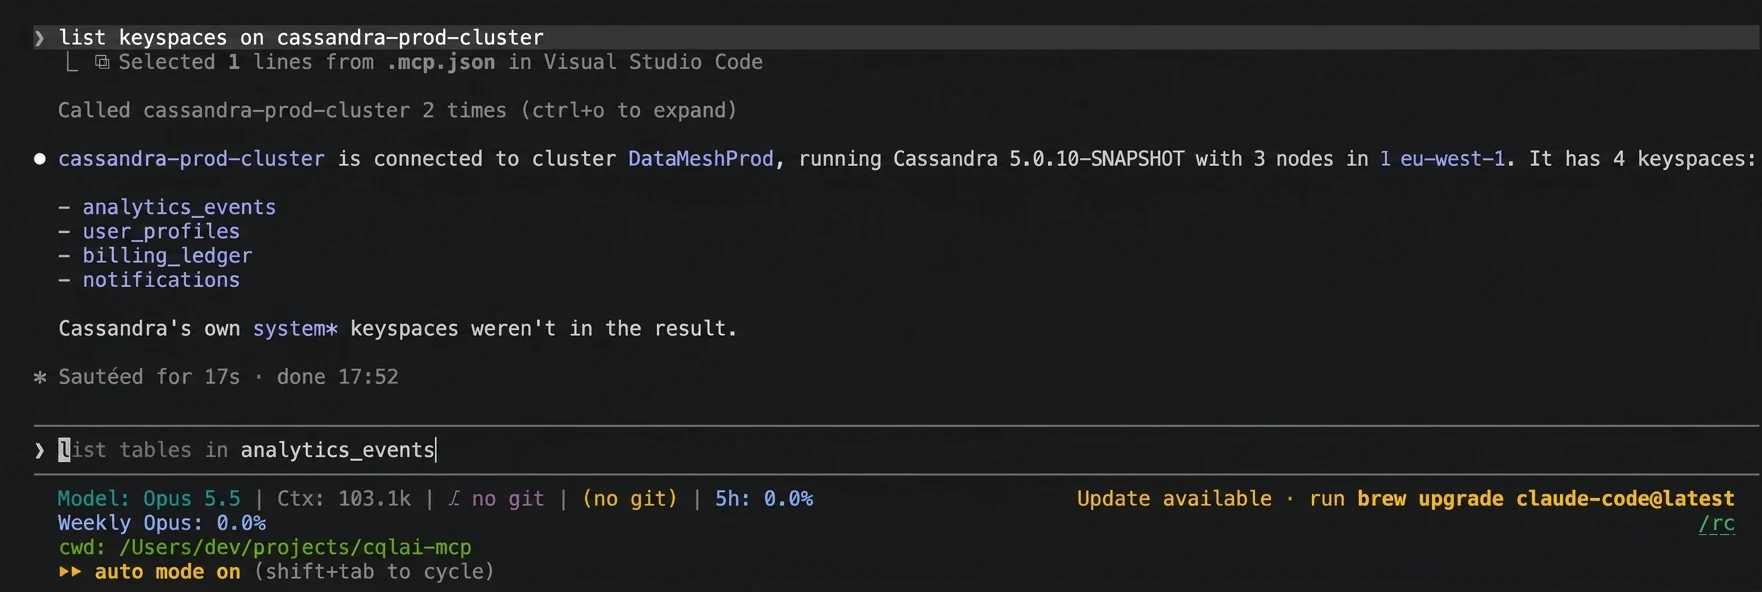 ❯ list keyspaces on cassandra-prod-cluster
⎿ ⧉ Selected 1 lines from .mcp.json in Visual Studio Code
Called cassandra-prod-cluster 2 times (ctrl+o to expand)
● cassandra-prod-cluster is connected to cluster DataMeshProd, running Cassandra 5.0.10-SNAPSHOT with 3 nodes in 1 eu-west-1. It has 4 keyspaces:
- analytics_events
- user_profiles
- billing_ledger
- notifications
Cassandra's own system* keyspaces weren't in the result.
* Sautéed for 17s · done 17:52
❯ list tables in analytics_events
Model: Opus 5.5 | Ctx: 103.1k | no git | (no git) | 5h: 0.0% Update available · run brew upgrade claude-code@latest
Weekly Opus: 0.0% /rc
cwd: /Users/dev/projects/cqlai-mcp
▸▸ auto mode on (shift+tab to cycle)